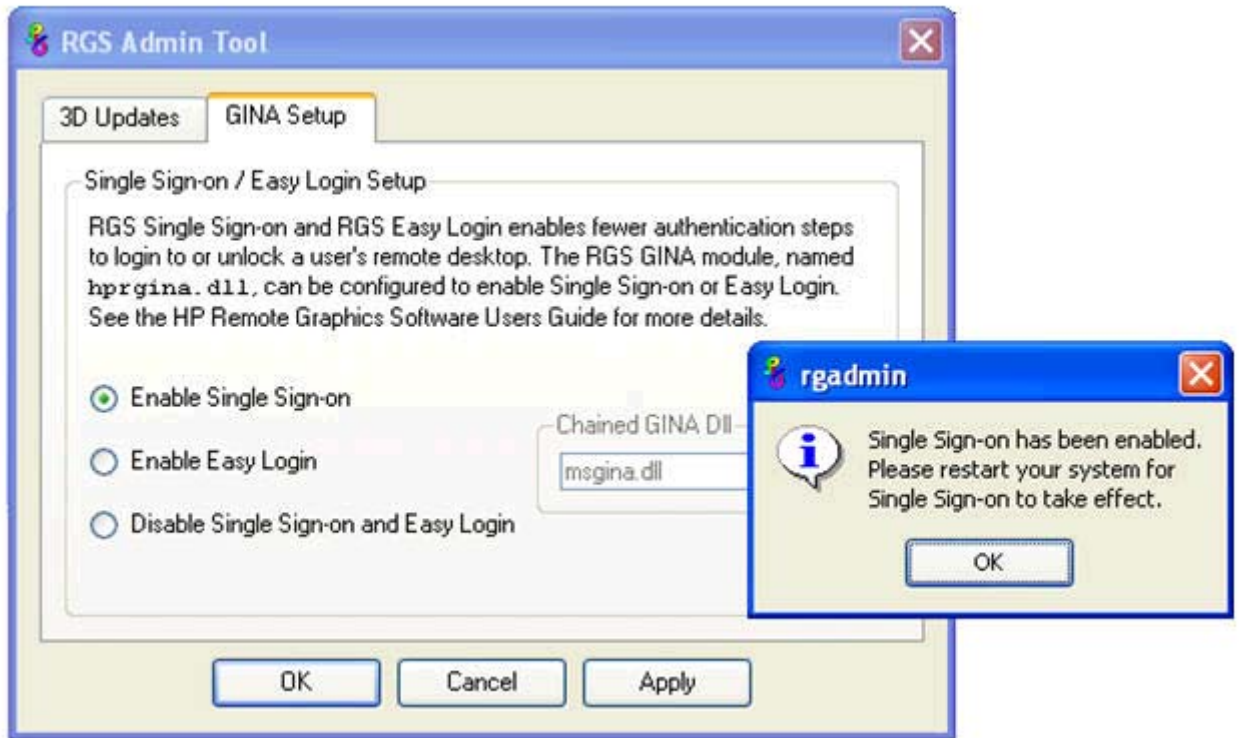 RGS Admin Tool
3D Updates
GINA Setup
Single Sign-on / Easy Login Setup
RGS Single Sign-on and RGS Easy Login enables fewer authentication steps
to login to or unlock a user's remote desktop. The RGS GINA module, named
hprgina.dll, can be configured to enable Single Sign-on or Easy Login.
See the HP Remote Graphics Software Users Guide for more details.
Enable Single Sign-on
Enable Easy Login
Disable Single Sign-on and Easy Login
Chained GINA Dll
msgina.dll
OK
Cancel
Apply
rgadmin
Single Sign-on has been enabled.
Please restart your system for
Single Sign-on to take effect.
OK